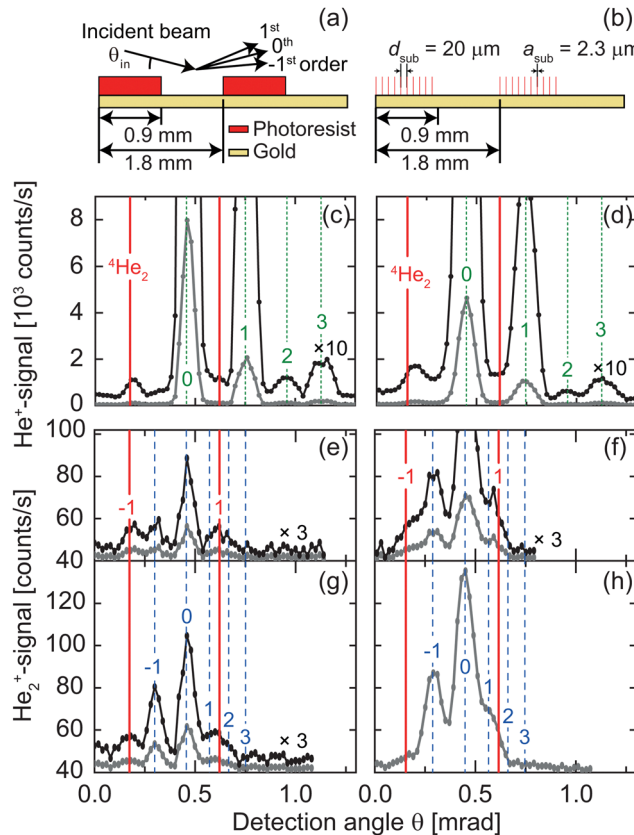 (a)
Incident beam
θin
1st
0th
-1st order
0.9 mm
1.8 mm
Photoresist
Gold
(b)
dsub = 20 μm
asub = 2.3 μm
0.9 mm
1.8 mm
He+-signal [10³ counts/s]
8
6
4
2
0
(c)
4He2
0
1
2
3
×10
(d)
4He2
0
1
2
3
×10
He2+-signal [counts/s]
100
80
60
40
(e)
-1
1
× 3
(f)
-1
1
× 3
120
100
80
60
40
(g)
-1
0
1
2
3
× 3
(h)
-1
0
1
2
3
0.0
0.5
1.0
0.0
0.5
1.0
Detection angle θ [mrad]